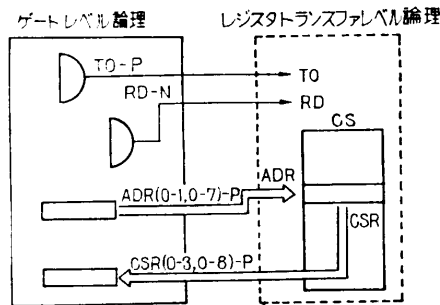 ゲートレベル論理
レジスタトランスファレベル論理
TO-P
TO
RD-N
RD
CS
ADR
ADR(0-1,0-7)-P
CSR
CSR(0-3,0-8)-P